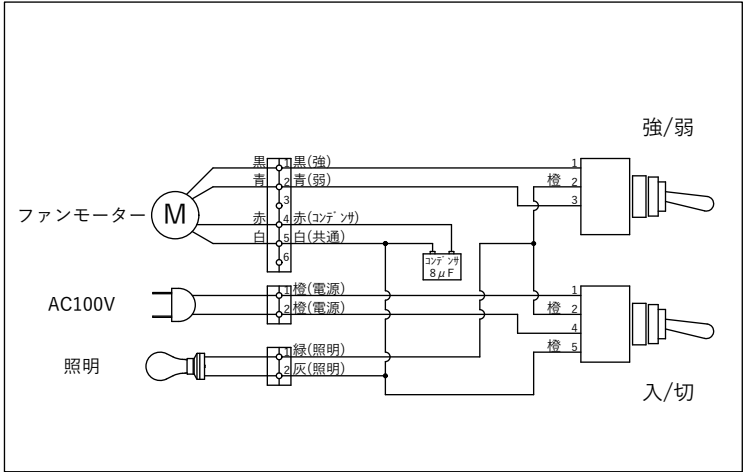 強/弱
黒 1 黒(強) 1
青 2 青(弱) 橙 2
3 3
ファンモーター M
赤 4 赤(コンデンサ)
白 5 白(共通)
6
コンデンサ
8μF
AC100V 1 橙(電源) 1
2 橙(電源) 橙 2
4
照明 1 緑(照明) 橙 5
2 灰(照明)
入/切